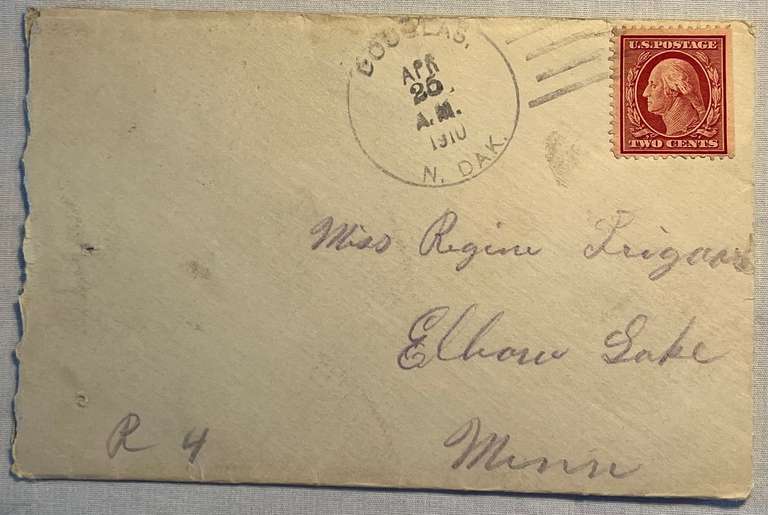 DOUGLAS,
APR
26
A.M.
1910
N. DAK.
U.S. POSTAGE
TWO CENTS
Miss Regine
Elbow Lake
R 4
Minn